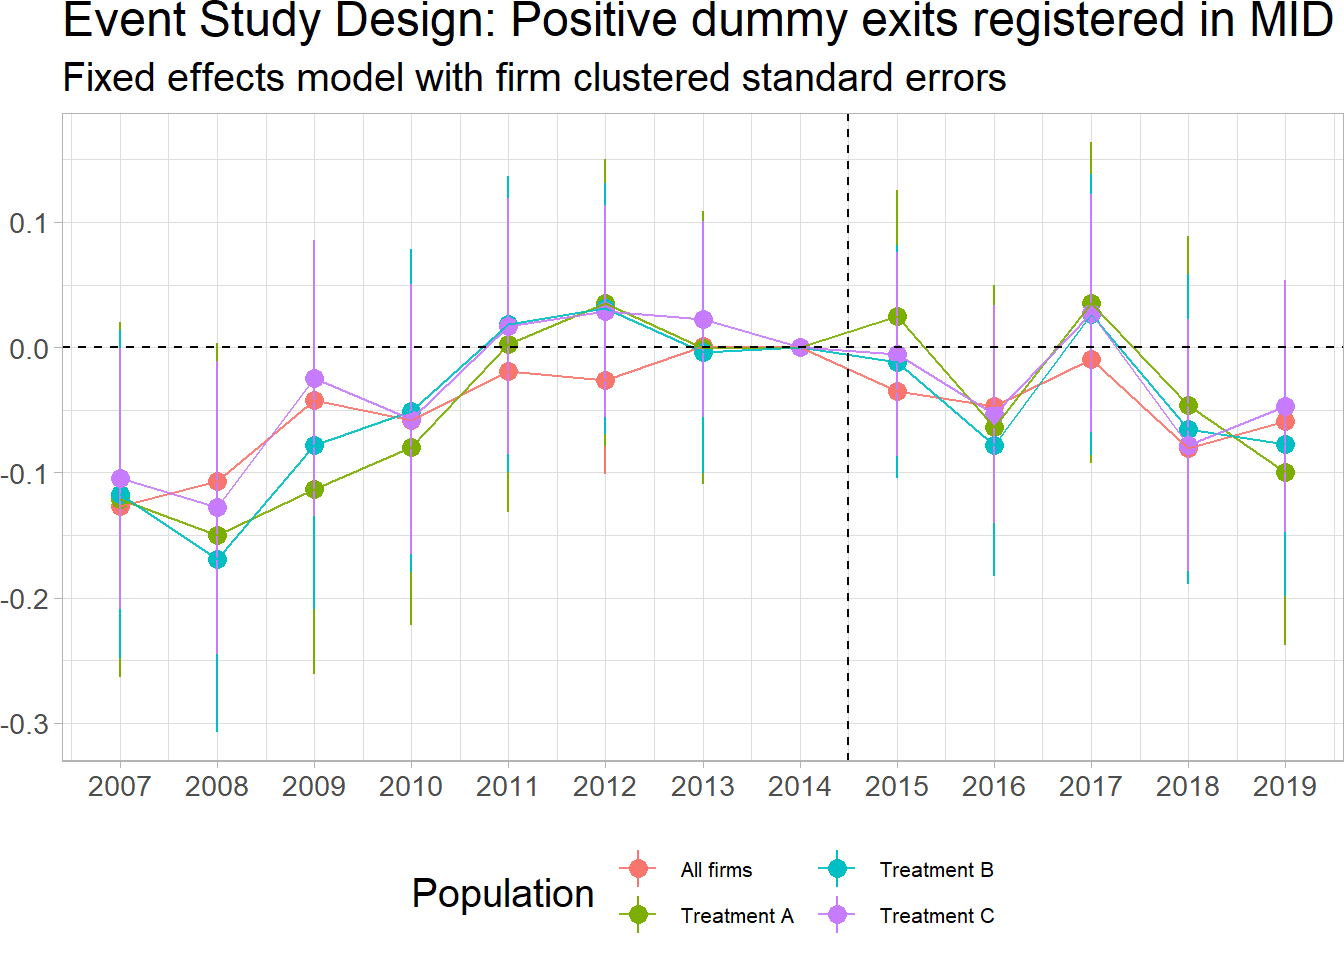 Event Study Design: Positive dummy exits registered in MID
Fixed effects model with firm clustered standard errors
0.1
0.0
-0.1
-0.2
-0.3
2007 2008 2009 2010 2011 2012 2013 2014 2015 2016 2017 2018 2019
Population
All firms
Treatment A
Treatment B
Treatment C